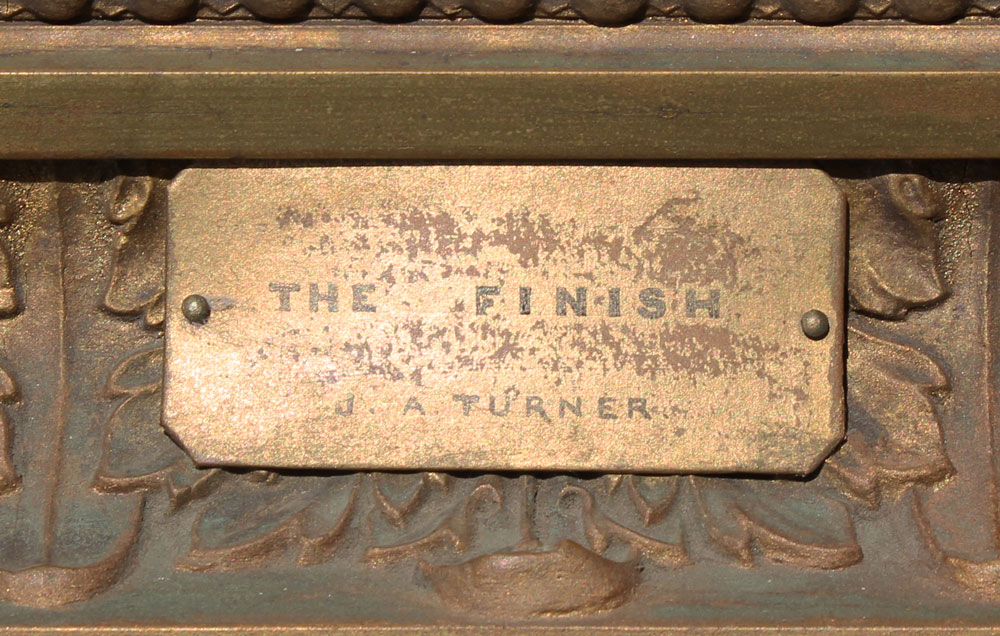 THE FINISH
J. A. TURNER.